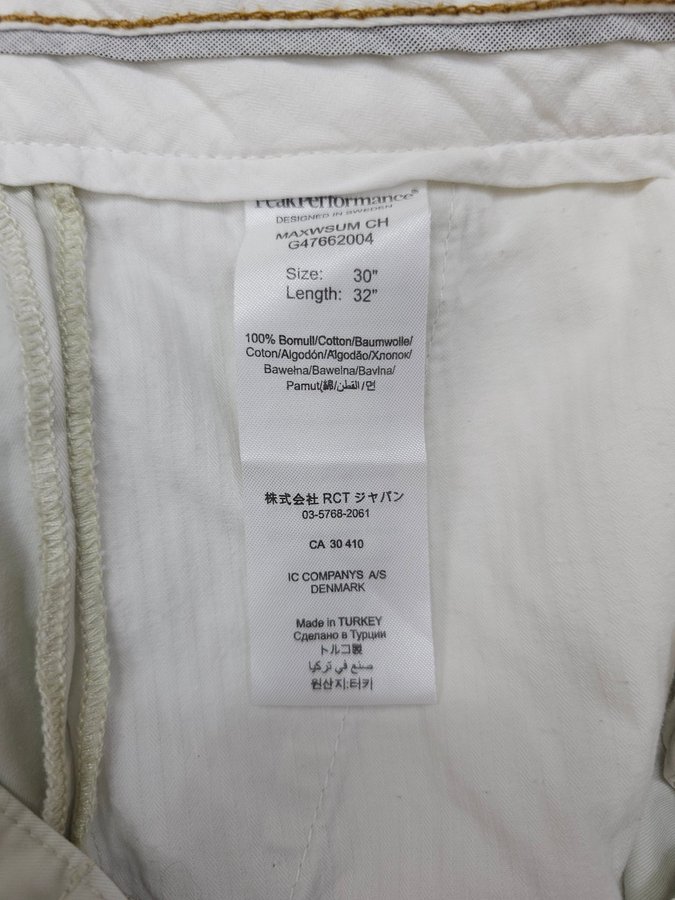 PeakPerformance®
DESIGNED IN SWEDEN
MAXWSUM CH
G47662004
Size: 30"
Length: 32"
100% Bomull/Cotton/Baumwolle/
Coton/Algodón/Algodão/Хлопок/
Bawełna/Bawelna/Bavlna/
Pamut/綿/القطن/면
株式会社 RCT ジャパン
03-5768-2061
CA 30 410
IC COMPANYS A/S
DENMARK
Made in TURKEY
Сделано в Турции
トルコ製
صنع في تركيا
원산지:터키